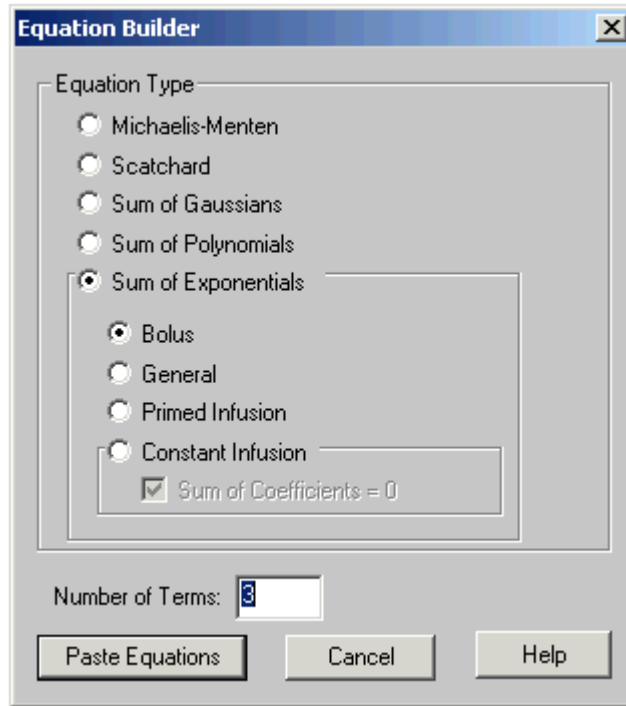 Equation Builder
Equation Type
Michaelis-Menten
Scatchard
Sum of Gaussians
Sum of Polynomials
Sum of Exponentials
Bolus
General
Primed Infusion
Constant Infusion
Sum of Coefficients = 0
Number of Terms: 3
Paste Equations Cancel Help